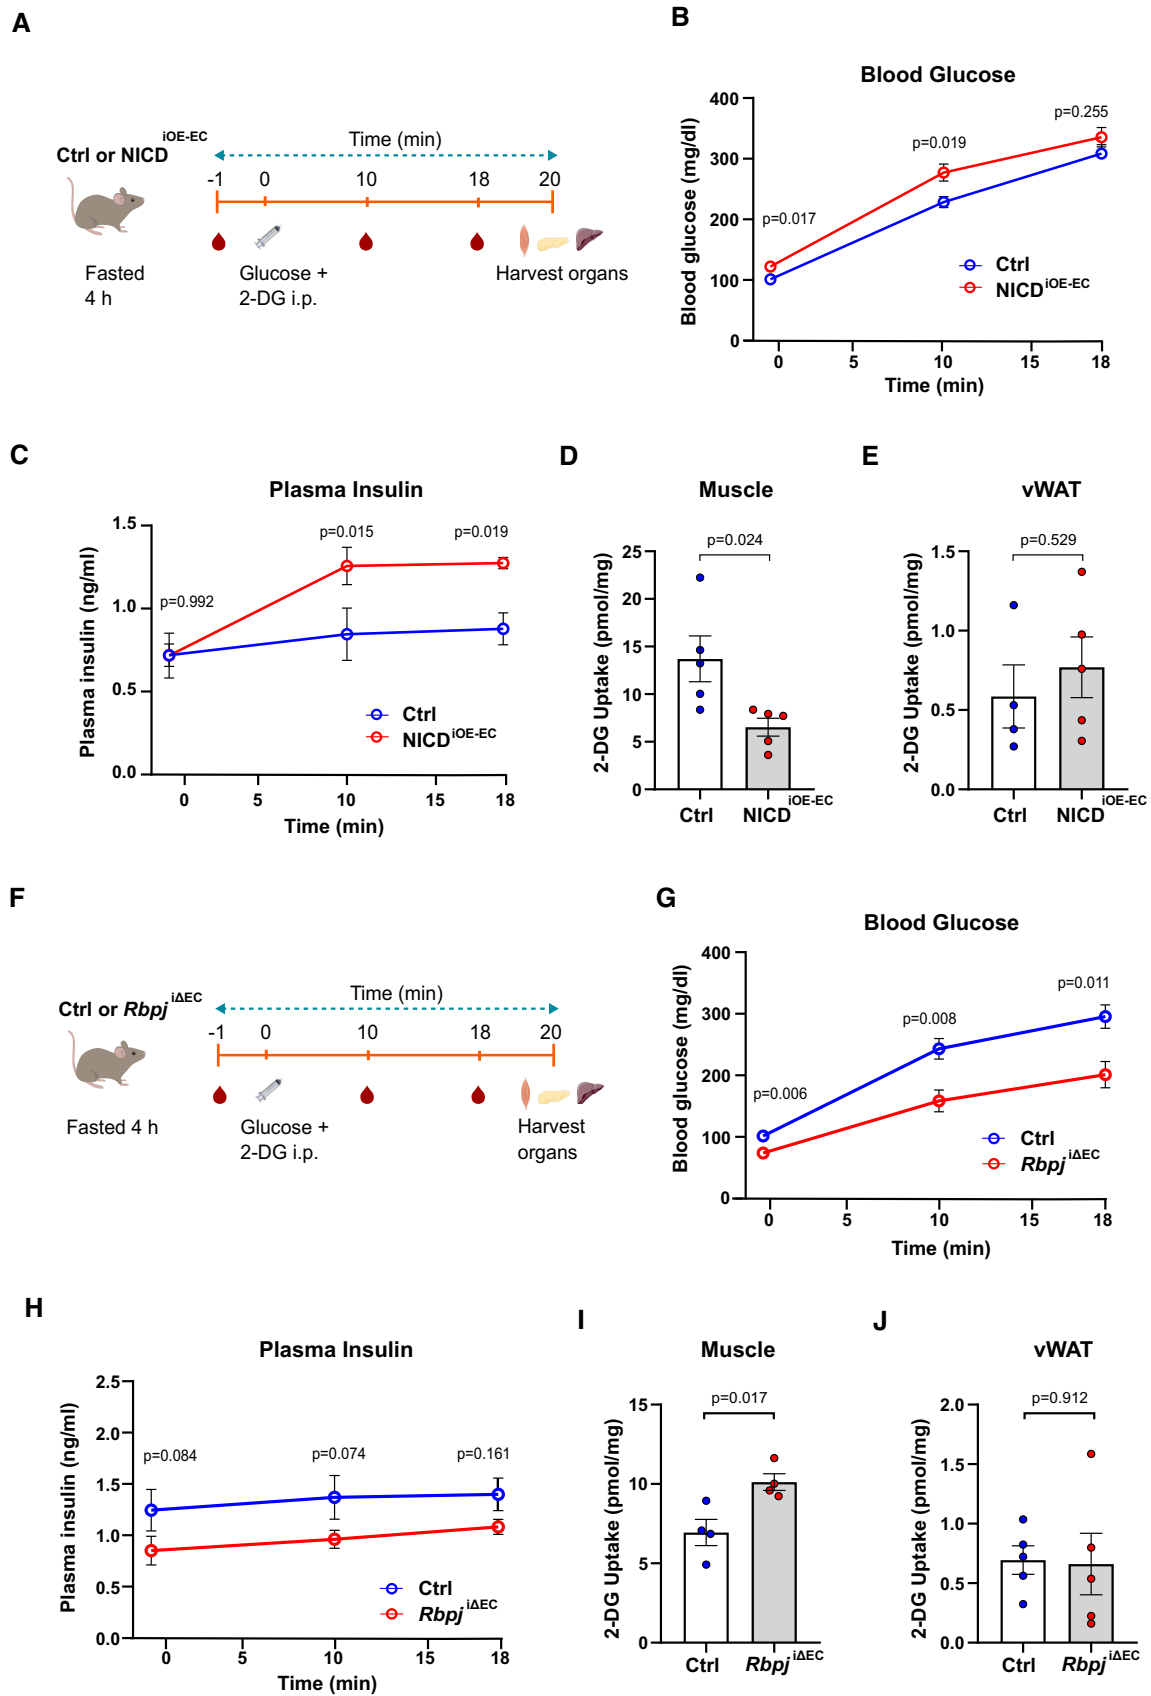 A
Ctrl or NICD iOE-EC
Time (min)
-1 0 10 18 20
Fasted
4 h
Glucose +
2-DG i.p.
Harvest organs
B
Blood Glucose
Blood glucose (mg/dl)
400
300
200
100
0
p=0.017
p=0.019
p=0.255
Ctrl
NICD iOE-EC
0 5 10 15 18
Time (min)
C
Plasma Insulin
Plasma insulin (ng/ml)
1.5
1.0
0.5
0.0
p=0.992
p=0.015
p=0.019
Ctrl
NICD iOE-EC
0 5 10 15 18
Time (min)
D
Muscle
p=0.024
2-DG Uptake (pmol/mg)
25
20
15
10
5
0
Ctrl NICD iOE-EC
E
vWAT
p=0.529
2-DG Uptake (pmol/mg)
1.5
1.0
0.5
0.0
Ctrl NICD iOE-EC
F
Ctrl or Rbpj iΔEC
Time (min)
-1 0 10 18 20
Fasted 4 h
Glucose +
2-DG i.p.
Harvest
organs
G
Blood Glucose
Blood glucose (mg/dl)
400
300
200
100
0
p=0.006
p=0.008
p=0.011
Ctrl
Rbpj iΔEC
0 5 10 15 18
Time (min)
H
Plasma Insulin
Plasma insulin (ng/ml)
2.5
2.0
1.5
1.0
0.5
0.0
p=0.084
p=0.074
p=0.161
Ctrl
Rbpj iΔEC
0 5 10 15 18
Time (min)
I
Muscle
p=0.017
2-DG Uptake (pmol/mg)
15
10
5
0
Ctrl Rbpj iΔEC
J
vWAT
p=0.912
2-DG Uptake (pmol/mg)
2.0
1.5
1.0
0.5
0.0
Ctrl Rbpj iΔEC